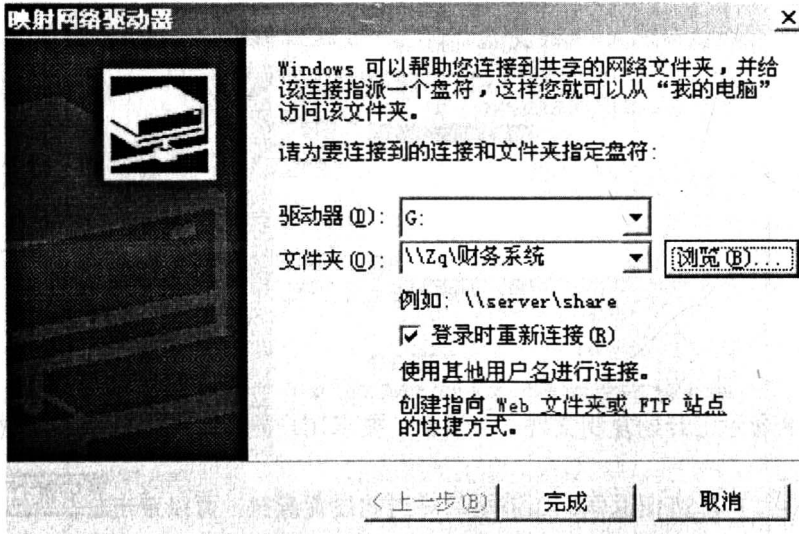 映射网络驱动器
Windows 可以帮助您连接到共享的网络文件夹，并给
该连接指派一个盘符，这样您就可以从“我的电脑”
访问该文件夹。
请为要连接到的连接和文件夹指定盘符：
驱动器(D)： G:
文件夹(O)： \\Zq\财务系统 浏览(B)...
例如： \\server\share
登录时重新连接(R)
使用其他用户名进行连接。
创建指向 Web 文件夹或 FTP 站点
的快捷方式。
< 上一步(B) 完成 取消